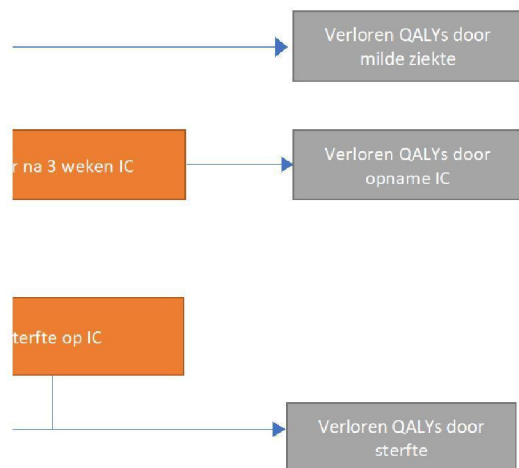 Verloren QALYs door
milde ziekte
na 3 weken IC
Verloren QALYs door
opname IC
terfte op IC
Verloren QALYs door
sterfte